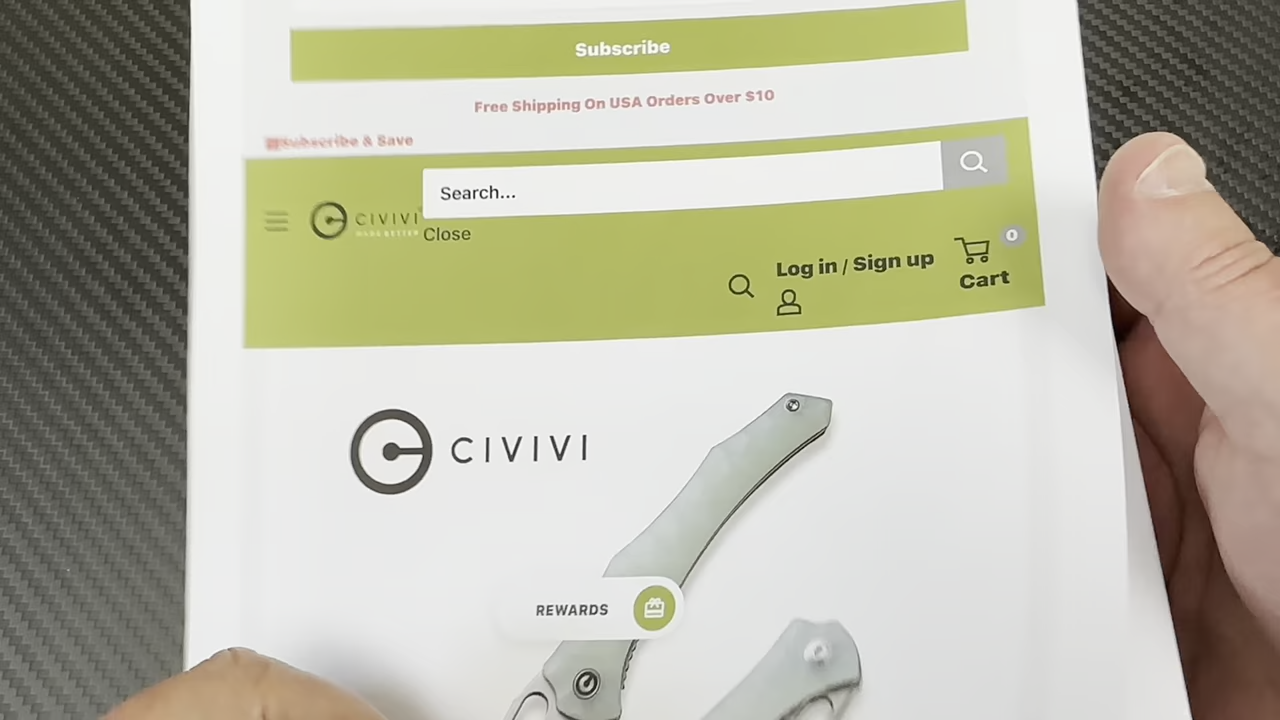 Subscribe
Free Shipping On USA Orders Over $10
Subscribe & Save
Search...
CIVIVI
Close
Log in / Sign up
0
Cart
CIVIVI
REWARDS